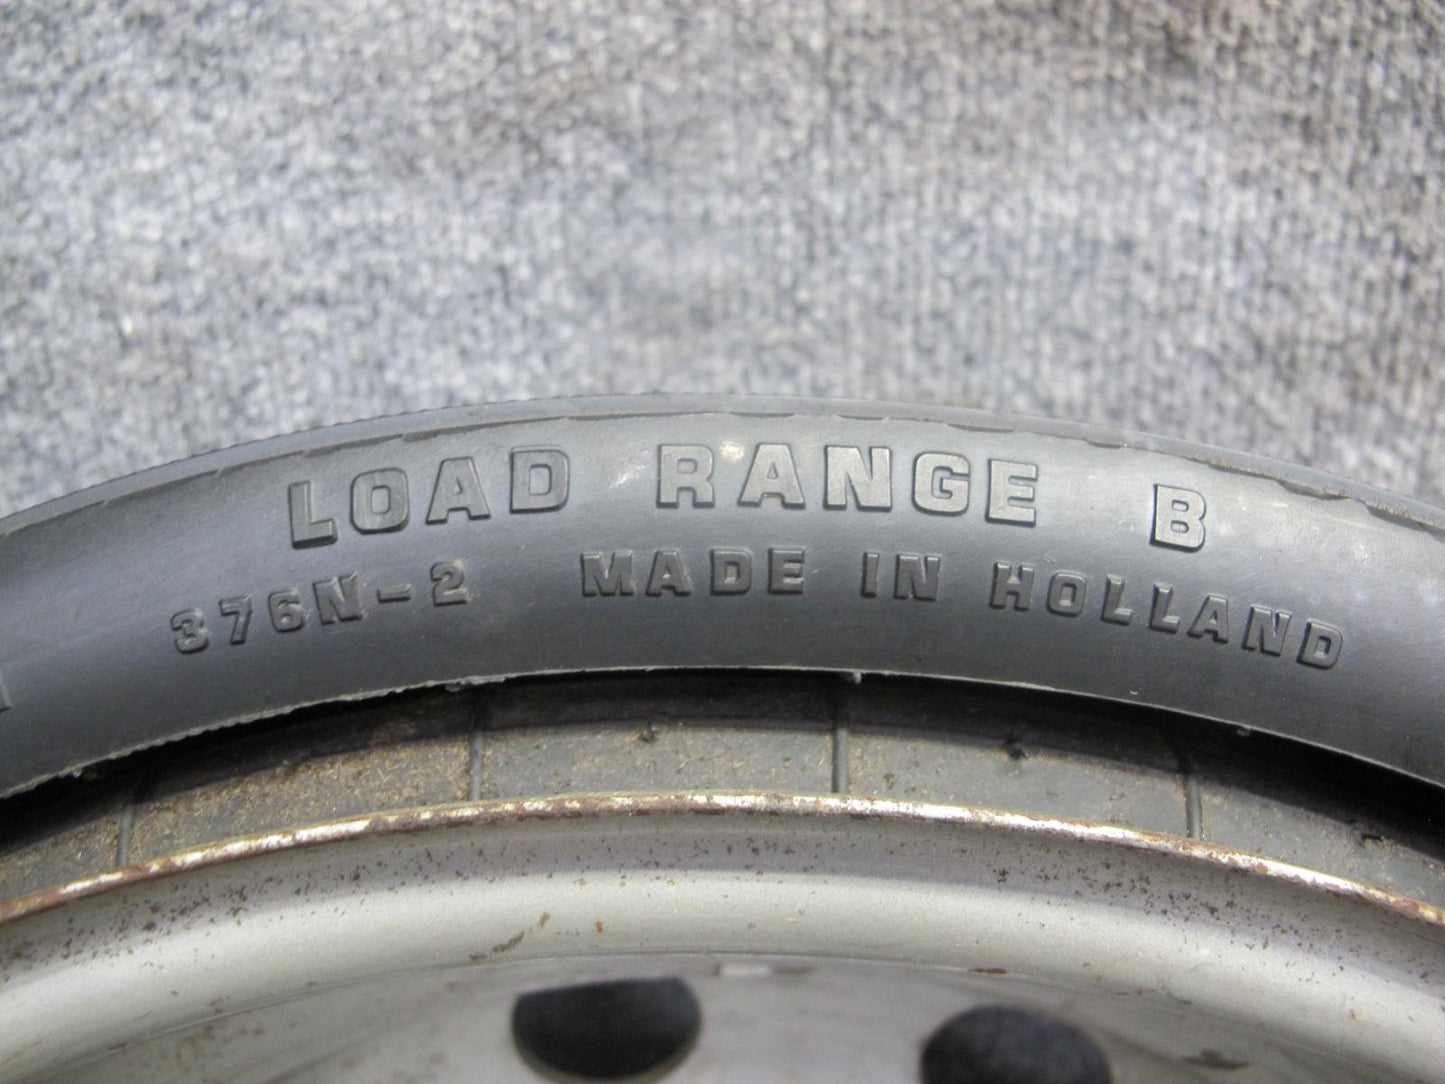 LOAD RANGE B
376N-2 MADE IN HOLLAND